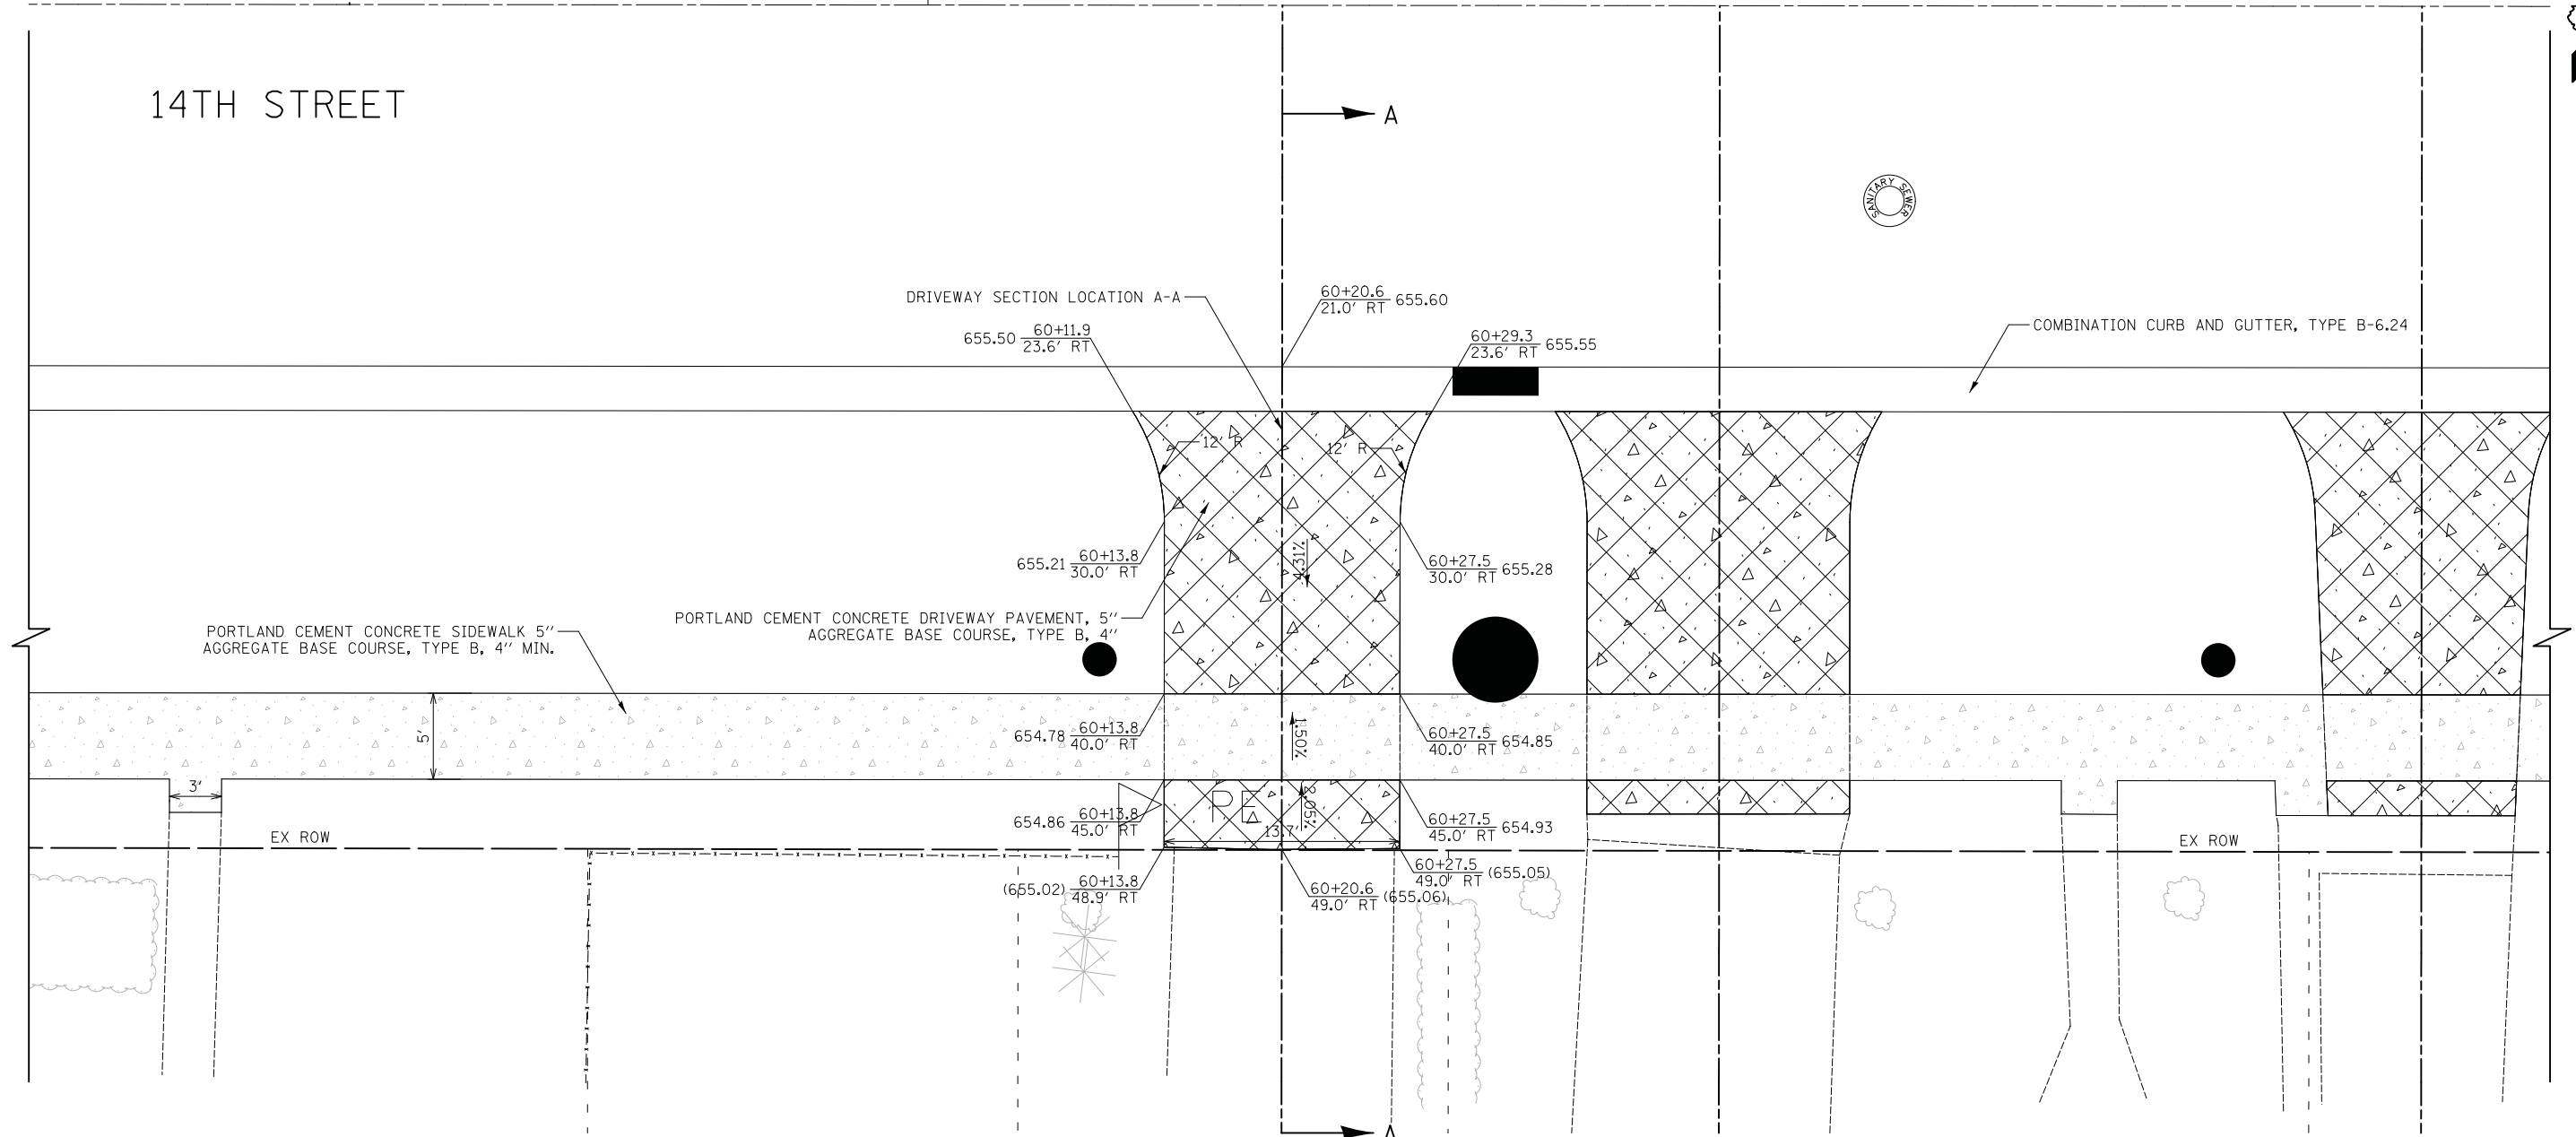 14TH STREET
A
SANITARY SEWER
DRIVEWAY SECTION LOCATION A-A
60+20.6
21.0' RT
655.60
655.50
60+11.9
23.6' RT
60+29.3
23.6' RT
655.55
COMBINATION CURB AND GUTTER, TYPE B-6.24
12' R
12' R
4.31%
655.21
60+13.8
30.0' RT
60+27.5
30.0' RT
655.28
PORTLAND CEMENT CONCRETE SIDEWALK 5"
AGGREGATE BASE COURSE, TYPE B, 4" MIN.
PORTLAND CEMENT CONCRETE DRIVEWAY PAVEMENT, 5"
AGGREGATE BASE COURSE, TYPE B, 4"
5'
654.78
60+13.8
40.0' RT
1.50%
60+27.5
40.0' RT
654.85
3'
PE
2.05%
13.7'
654.86
60+13.8
45.0' RT
60+27.5
45.0' RT
654.93
EX ROW
EX ROW
(655.02)
60+13.8
48.9' RT
60+20.6
49.0' RT
(655.06)
60+27.5
49.0' RT
(655.05)
A